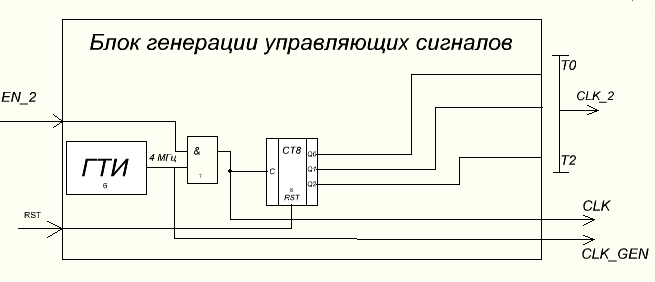 Блок генерации управляющих сигналов
T0
EN_2
CLK_2
&
CT8
ГТИ
4 МГц
Q0
6
7
C
Q1
T2
Q2
6
RST
RST
CLK
CLK_GEN